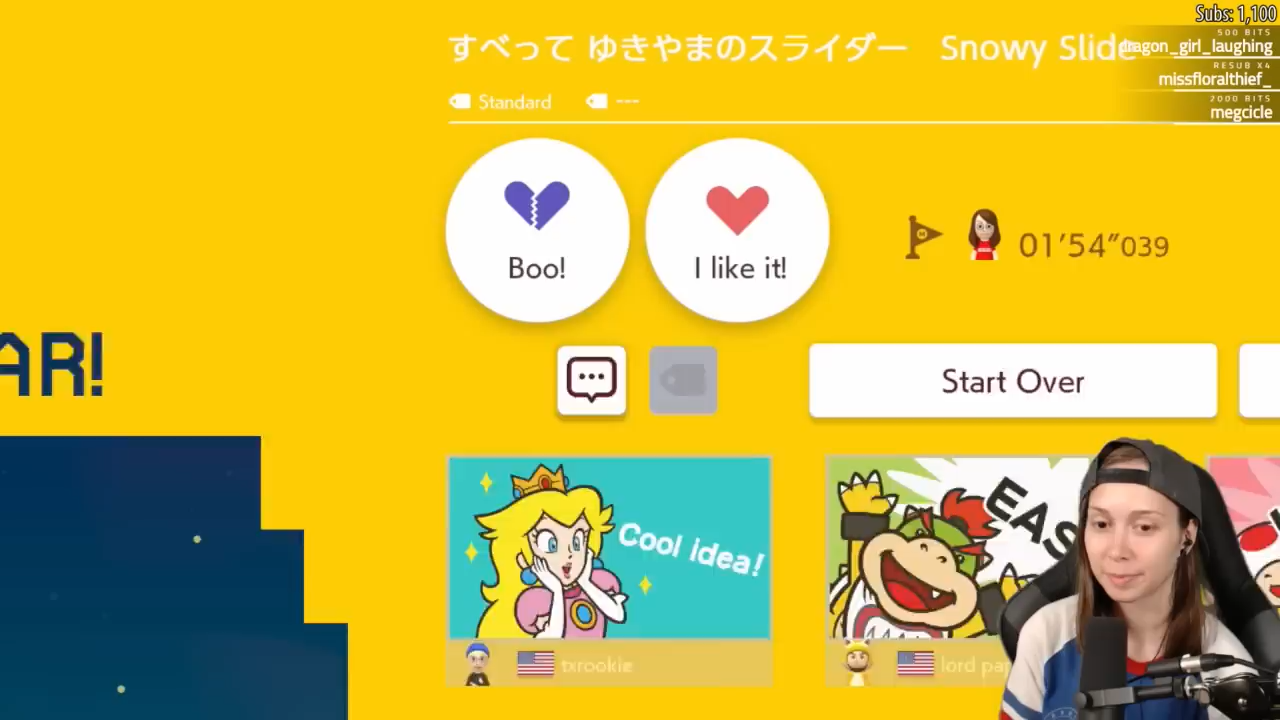 Subs: 1,100
500 BITS
dragon_girl_laughing
RESUB X4
missfloralthief_
2000 BITS
megcicle
すべって ゆきやまのスライダー Snowy Slide
Standard
---
Boo!
I like it!
01'54"039
AR!
Start Over
Cool idea!
EAS
txrookie
lord pap